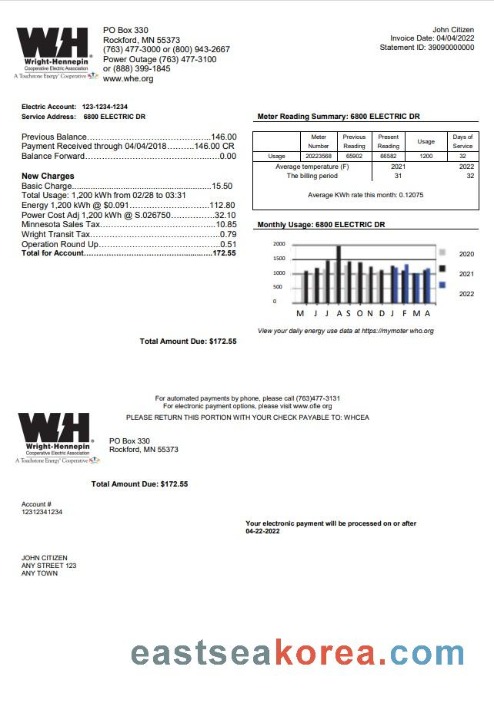 WH
Wright-Hennepin
Cooperative Electric Association
A Touchstone Energy® Cooperative
PO Box 330
Rockford, MN 55373
(763) 477-3000 or (800) 943-2667
Power Outage (763) 477-3100
or (888) 399-1845
www.whe.org
John Citizen
Invoice Date: 04/04/2022
Statement ID: 39090000000
Electric Account: 123-1234-1234
Service Address: 6800 ELECTRIC DR
Previous Balance.............................146.00
Payment Received through 04/04/2018..........146.00 CR
Balance Forward..............................0.00
New Charges
Basic Charge.................................15.50
Total Usage: 1,200 kWh from 02/28 to 03:31
Energy 1,200 kWh @ $0.091....................112.80
Power Cost Adj 1,200 kWh @ S.026750..........32.10
Minnesota Sales Tax..........................10.85
Wright Transit Tax...........................0.79
Operation Round Up...........................0.51
Total for Account............................172.55
Total Amount Due: $172.55
Meter Reading Summary: 6800 ELECTRIC DR
Meter Number Previous Reading Present Reading Usage Days of Service
Usage 20223568 65902 66582 1200 32
Average temperature (F) 2021 2022
The billing period 31 32
Average KWh rate this month: 0.12075
Monthly Usage: 6800 ELECTRIC DR
2000
1500
1000
500
0
M J J A S O N D J F M A
2020
2021
2022
View your daily energy use data at https://mymoter who.org
For automated payments by phone, please call (763)477-3131
For electronic payment options, please visit www.ofle org
PLEASE RETURN THIS PORTION WITH YOUR CHECK PAYABLE TO: WHCEA
WH
Wright-Hennepin
Cooperative Electric Association
A Touchstone Energy® Cooperative
PO Box 330
Rockford, MN 55373
Total Amount Due: $172.55
Account #
12312341234
Your electronic payment will be processed on or after
04-22-2022
JOHN CITIZEN
ANY STREET 123
ANY TOWN
eastseakorea.com